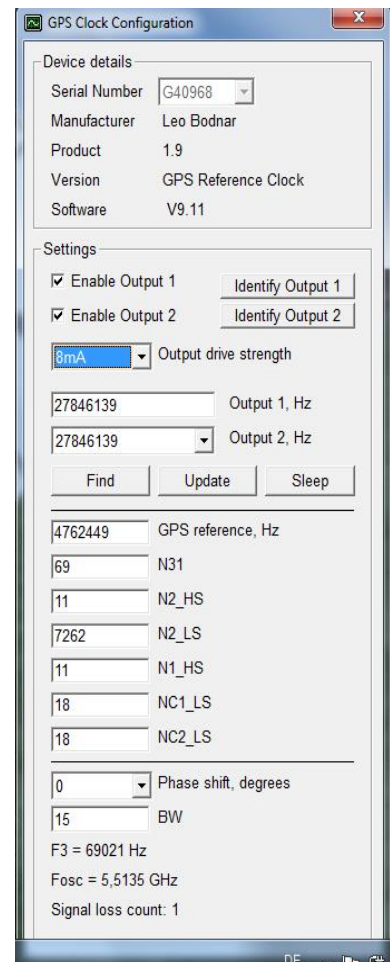 GPS Clock Configuration
Device details
Serial Number G40968
Manufacturer Leo Bodnar
Product 1.9
Version GPS Reference Clock
Software V9.11
Settings
Enable Output 1 Identify Output 1
Enable Output 2 Identify Output 2
8mA Output drive strength
27846139 Output 1, Hz
27846139 Output 2, Hz
Find Update Sleep
4762449 GPS reference, Hz
69 N31
11 N2_HS
7262 N2_LS
11 N1_HS
18 NC1_LS
18 NC2_LS
0 Phase shift, degrees
15 BW
F3 = 69021 Hz
Fosc = 5,5135 GHz
Signal loss count: 1
DE